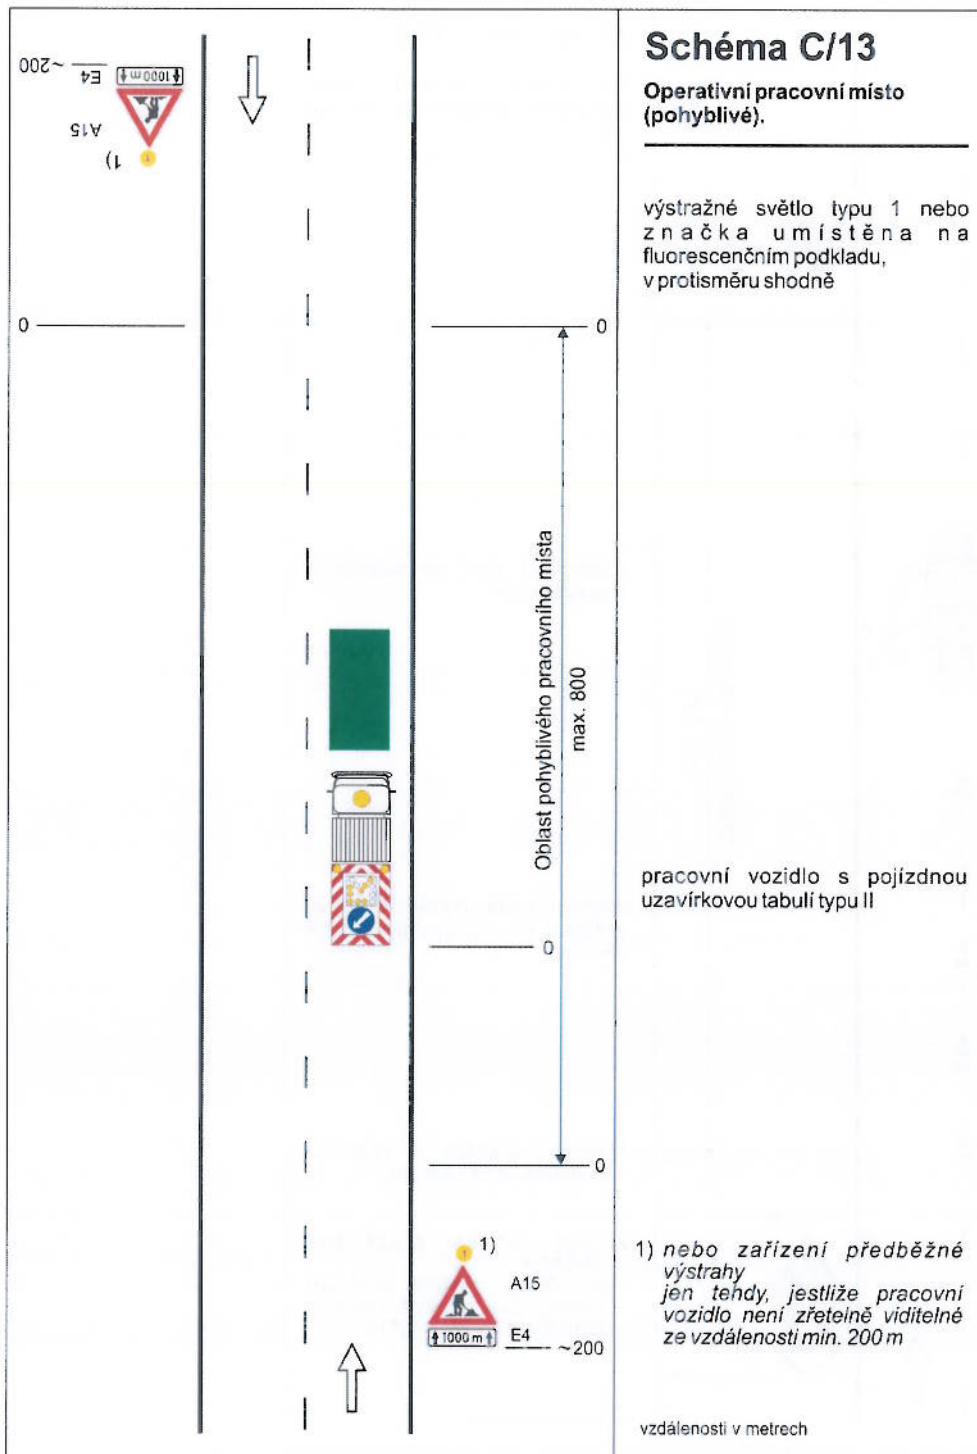 Schéma C/13
Operativní pracovní místo
(pohyblivé).
výstražné světlo typu 1 nebo
značka umístěna na
fluorescenčním podkladu,
v protisměru shodně
~200
E4
1000 m
A15
1)
0
0
Oblast pohyblivého pracovního místa
max. 800
pracovní vozidlo s pojízdnou
uzavírkovou tabulí typu II
0
0
1)
A15
1000 m
E4
~200
1) nebo zařízení předběžné
výstrahy
jen tehdy, jestliže pracovní
vozidlo není zřetelně viditelné
ze vzdálenosti min. 200 m
vzdálenosti v metrech